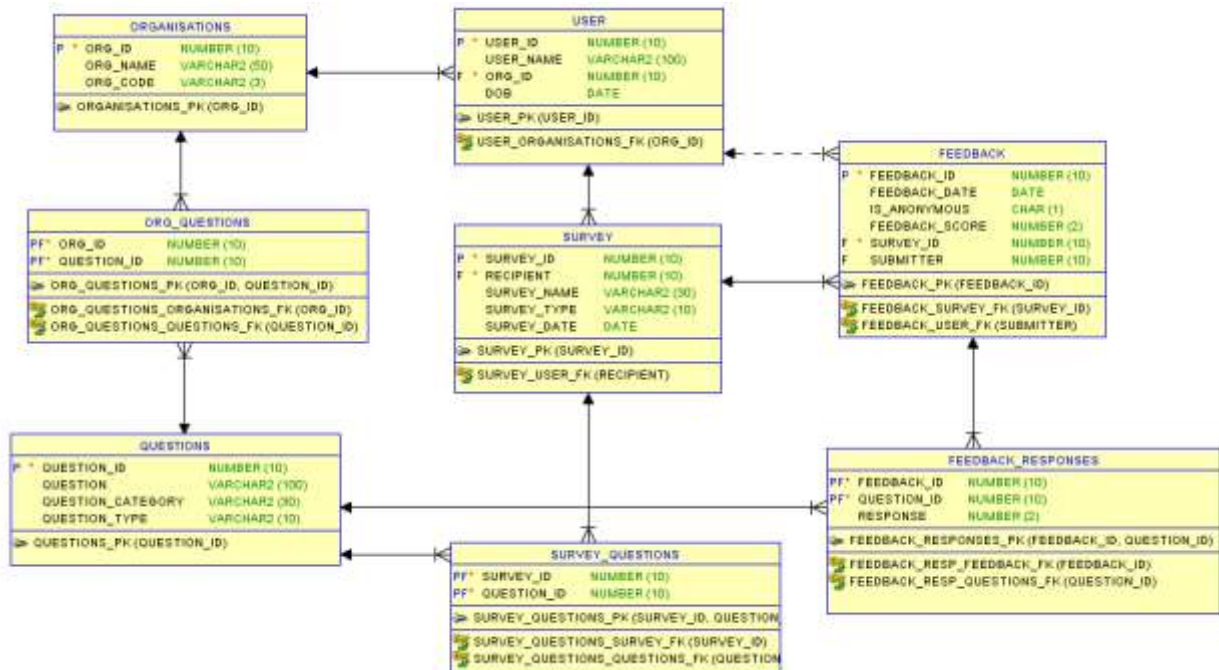 ORGANISATIONS
P * ORG_ID NUMBER (10)
ORG_NAME VARCHAR2 (50)
ORG_CODE VARCHAR2 (3)
ORGANISATIONS_PK (ORG_ID)
USER
P * USER_ID NUMBER (10)
USER_NAME VARCHAR2 (100)
F * ORG_ID NUMBER (10)
DOB DATE
USER_PK (USER_ID)
USER_ORGANISATIONS_FK (ORG_ID)
FEEDBACK
P * FEEDBACK_ID NUMBER (10)
FEEDBACK_DATE DATE
IS_ANONYMOUS CHAR (1)
FEEDBACK_SCORE NUMBER (2)
F * SURVEY_ID NUMBER (10)
F SUBMITTER NUMBER (10)
FEEDBACK_PK (FEEDBACK_ID)
FEEDBACK_SURVEY_FK (SURVEY_ID)
FEEDBACK_USER_FK (SUBMITTER)
ORG_QUESTIONS
PF* ORG_ID NUMBER (10)
PF* QUESTION_ID NUMBER (10)
ORG_QUESTIONS_PK (ORG_ID, QUESTION_ID)
ORG_QUESTIONS_ORGANISATIONS_FK (ORG_ID)
ORG_QUESTIONS_QUESTIONS_FK (QUESTION_ID)
SURVEY
P * SURVEY_ID NUMBER (10)
F * RECIPIENT NUMBER (10)
SURVEY_NAME VARCHAR2 (30)
SURVEY_TYPE VARCHAR2 (10)
SURVEY_DATE DATE
SURVEY_PK (SURVEY_ID)
SURVEY_USER_FK (RECIPIENT)
QUESTIONS
P * QUESTION_ID NUMBER (10)
QUESTION VARCHAR2 (100)
QUESTION_CATEGORY VARCHAR2 (30)
QUESTION_TYPE VARCHAR2 (10)
QUESTIONS_PK (QUESTION_ID)
FEEDBACK_RESPONSES
PF* FEEDBACK_ID NUMBER (10)
PF* QUESTION_ID NUMBER (10)
RESPONSE NUMBER (2)
FEEDBACK_RESPONSES_PK (FEEDBACK_ID, QUESTION_ID)
FEEDBACK_RESP_FEEDBACK_FK (FEEDBACK_ID)
FEEDBACK_RESP_QUESTIONS_FK (QUESTION_ID)
SURVEY_QUESTIONS
PF* SURVEY_ID NUMBER (10)
PF* QUESTION_ID NUMBER (10)
SURVEY_QUESTIONS_PK (SURVEY_ID, QUESTION
SURVEY_QUESTIONS_SURVEY_FK (SURVEY_ID)
SURVEY_QUESTIONS_QUESTIONS_FK (QUESTION